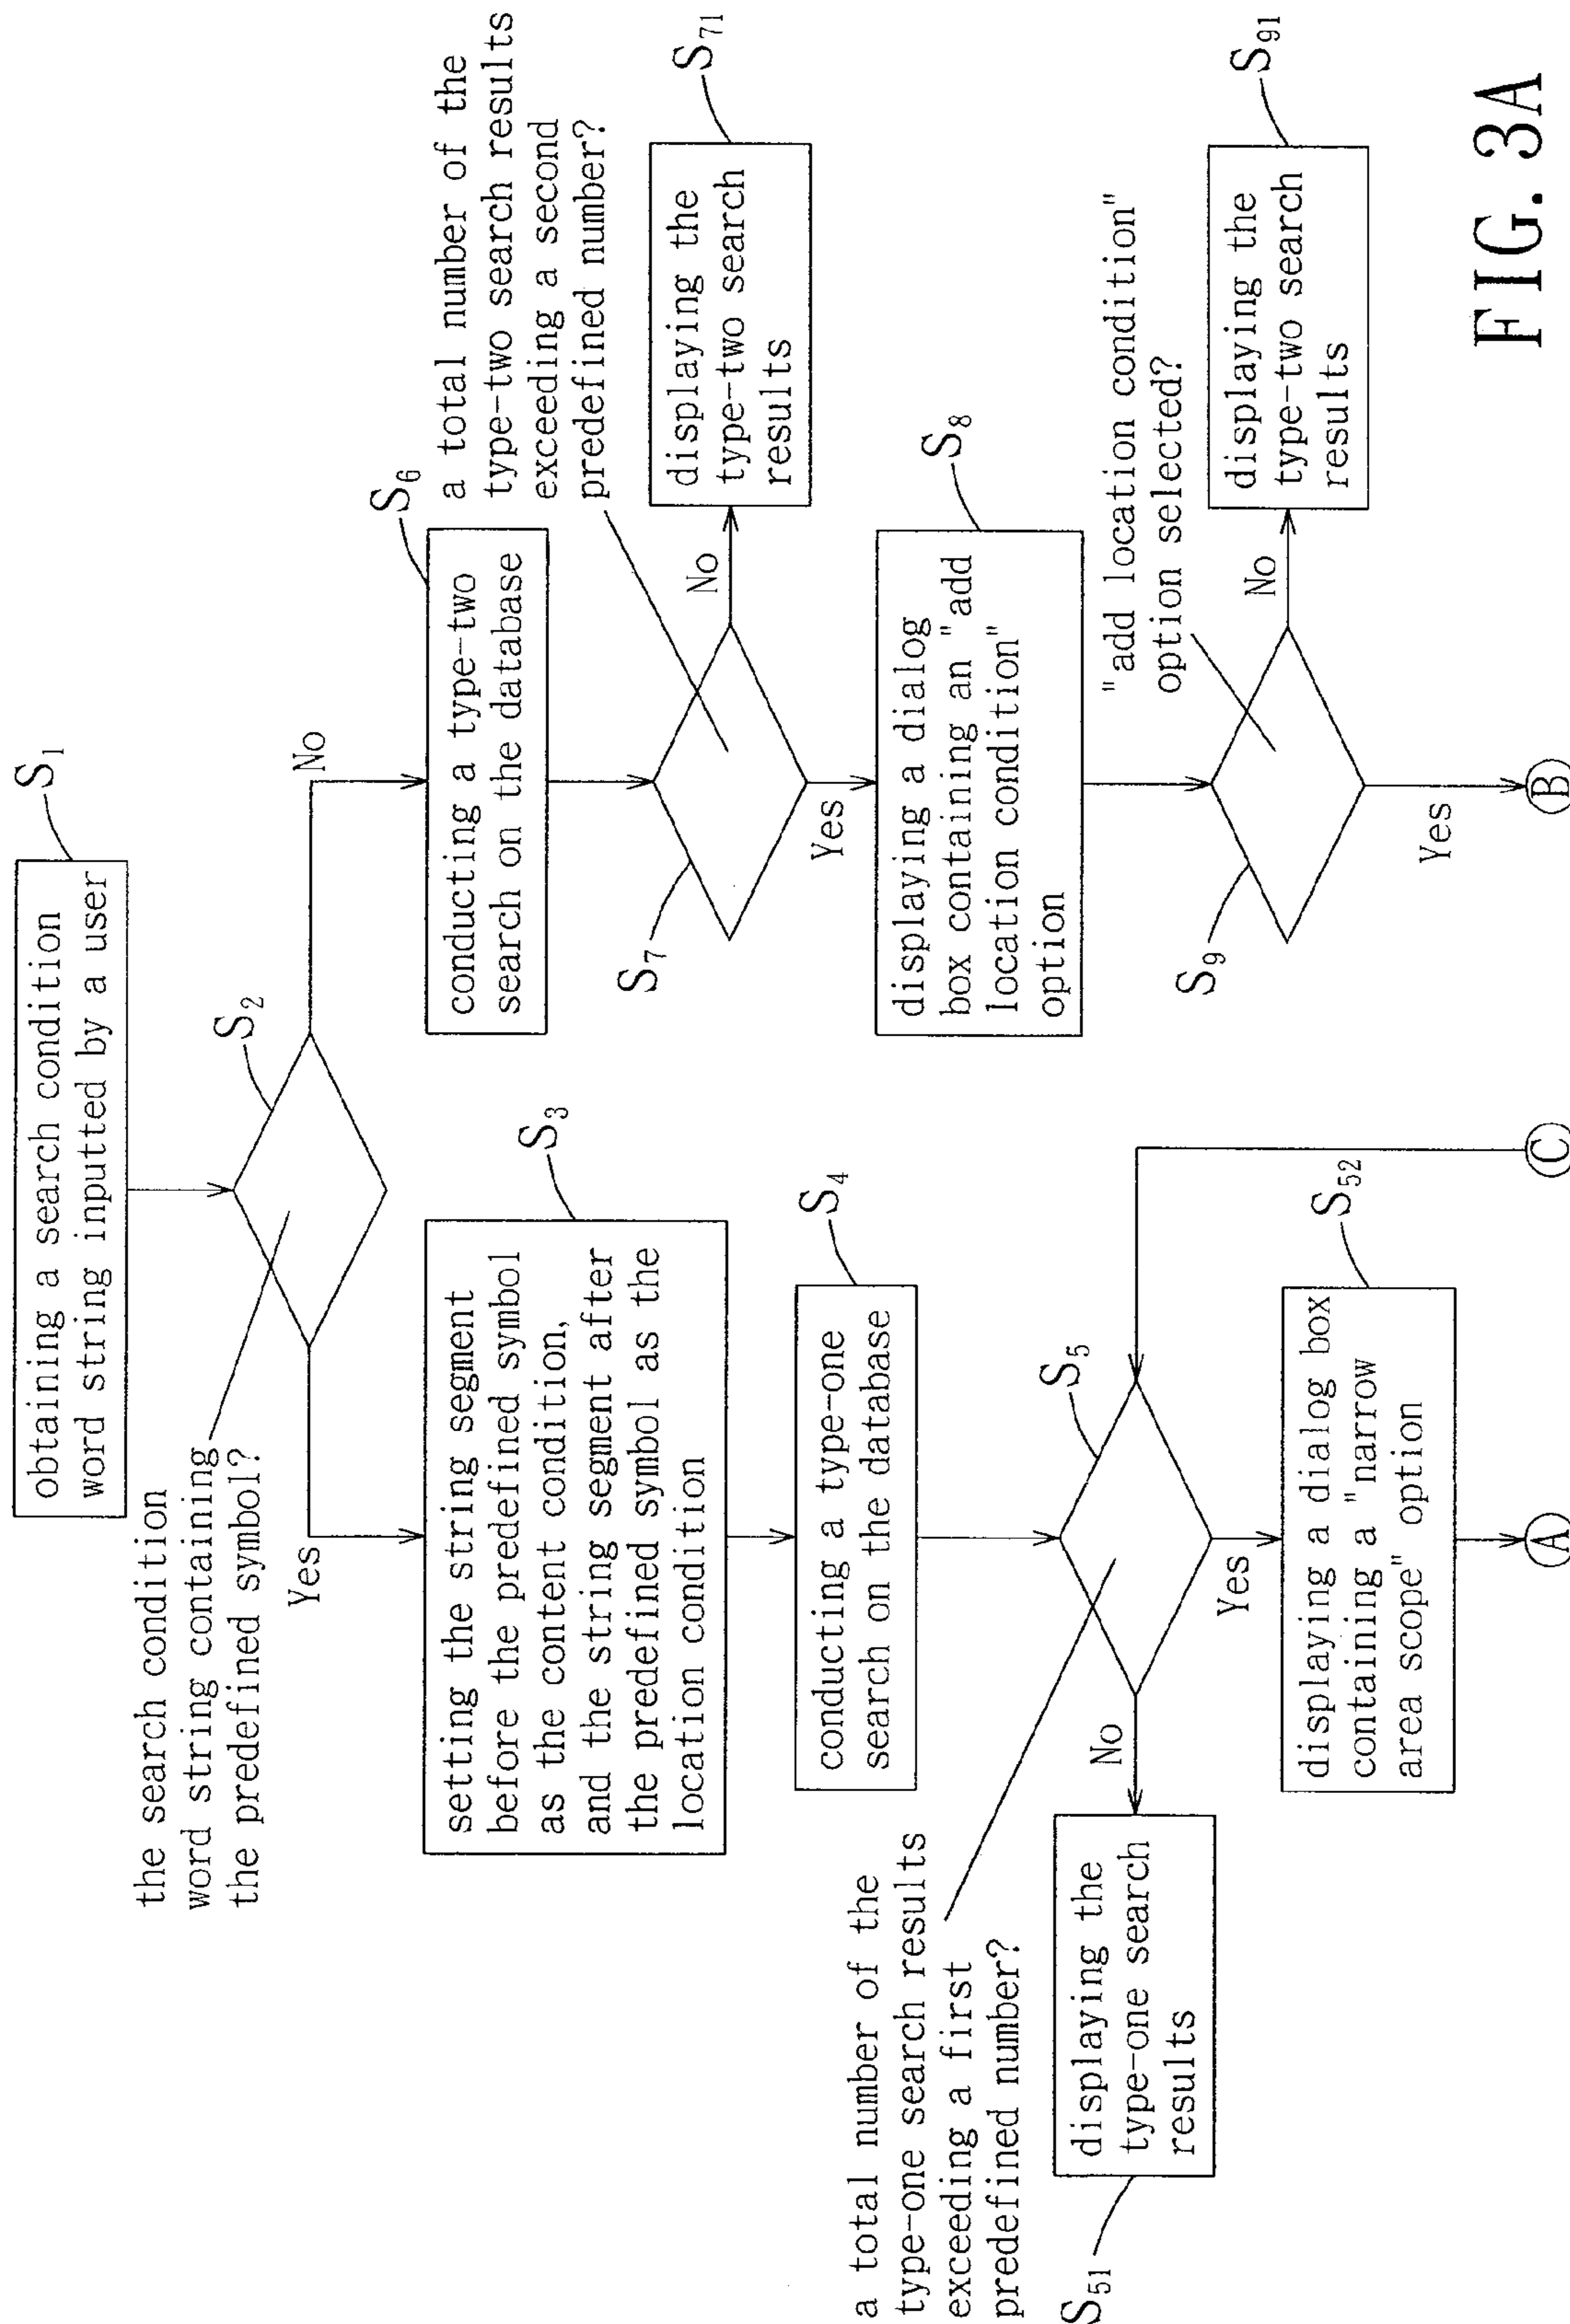 obtaining a search condition
word string inputted by a user
S1
the search condition
word string containing
the predefined symbol?
S2
Yes
No
setting the string segment
before the predefined symbol
as the content condition,
and the string segment after
the predefined symbol as the
location condition
S3
conducting a type-one
search on the database
S4
a total number of the
type-one search results
exceeding a first
predefined number?
S5
No
displaying the
type-one search
results
S51
Yes
displaying a dialog box
containing a "narrow
area scope" option
S52
A
C
conducting a type-two
search on the database
S6
a total number of the
type-two search results
exceeding a second
predefined number?
S7
No
displaying the
type-two search
results
S71
Yes
displaying a dialog
box containing an "add
location condition"
option
S8
"add location condition"
option selected?
S9
No
displaying the
type-two search
results
S91
Yes
B
FIG. 3A